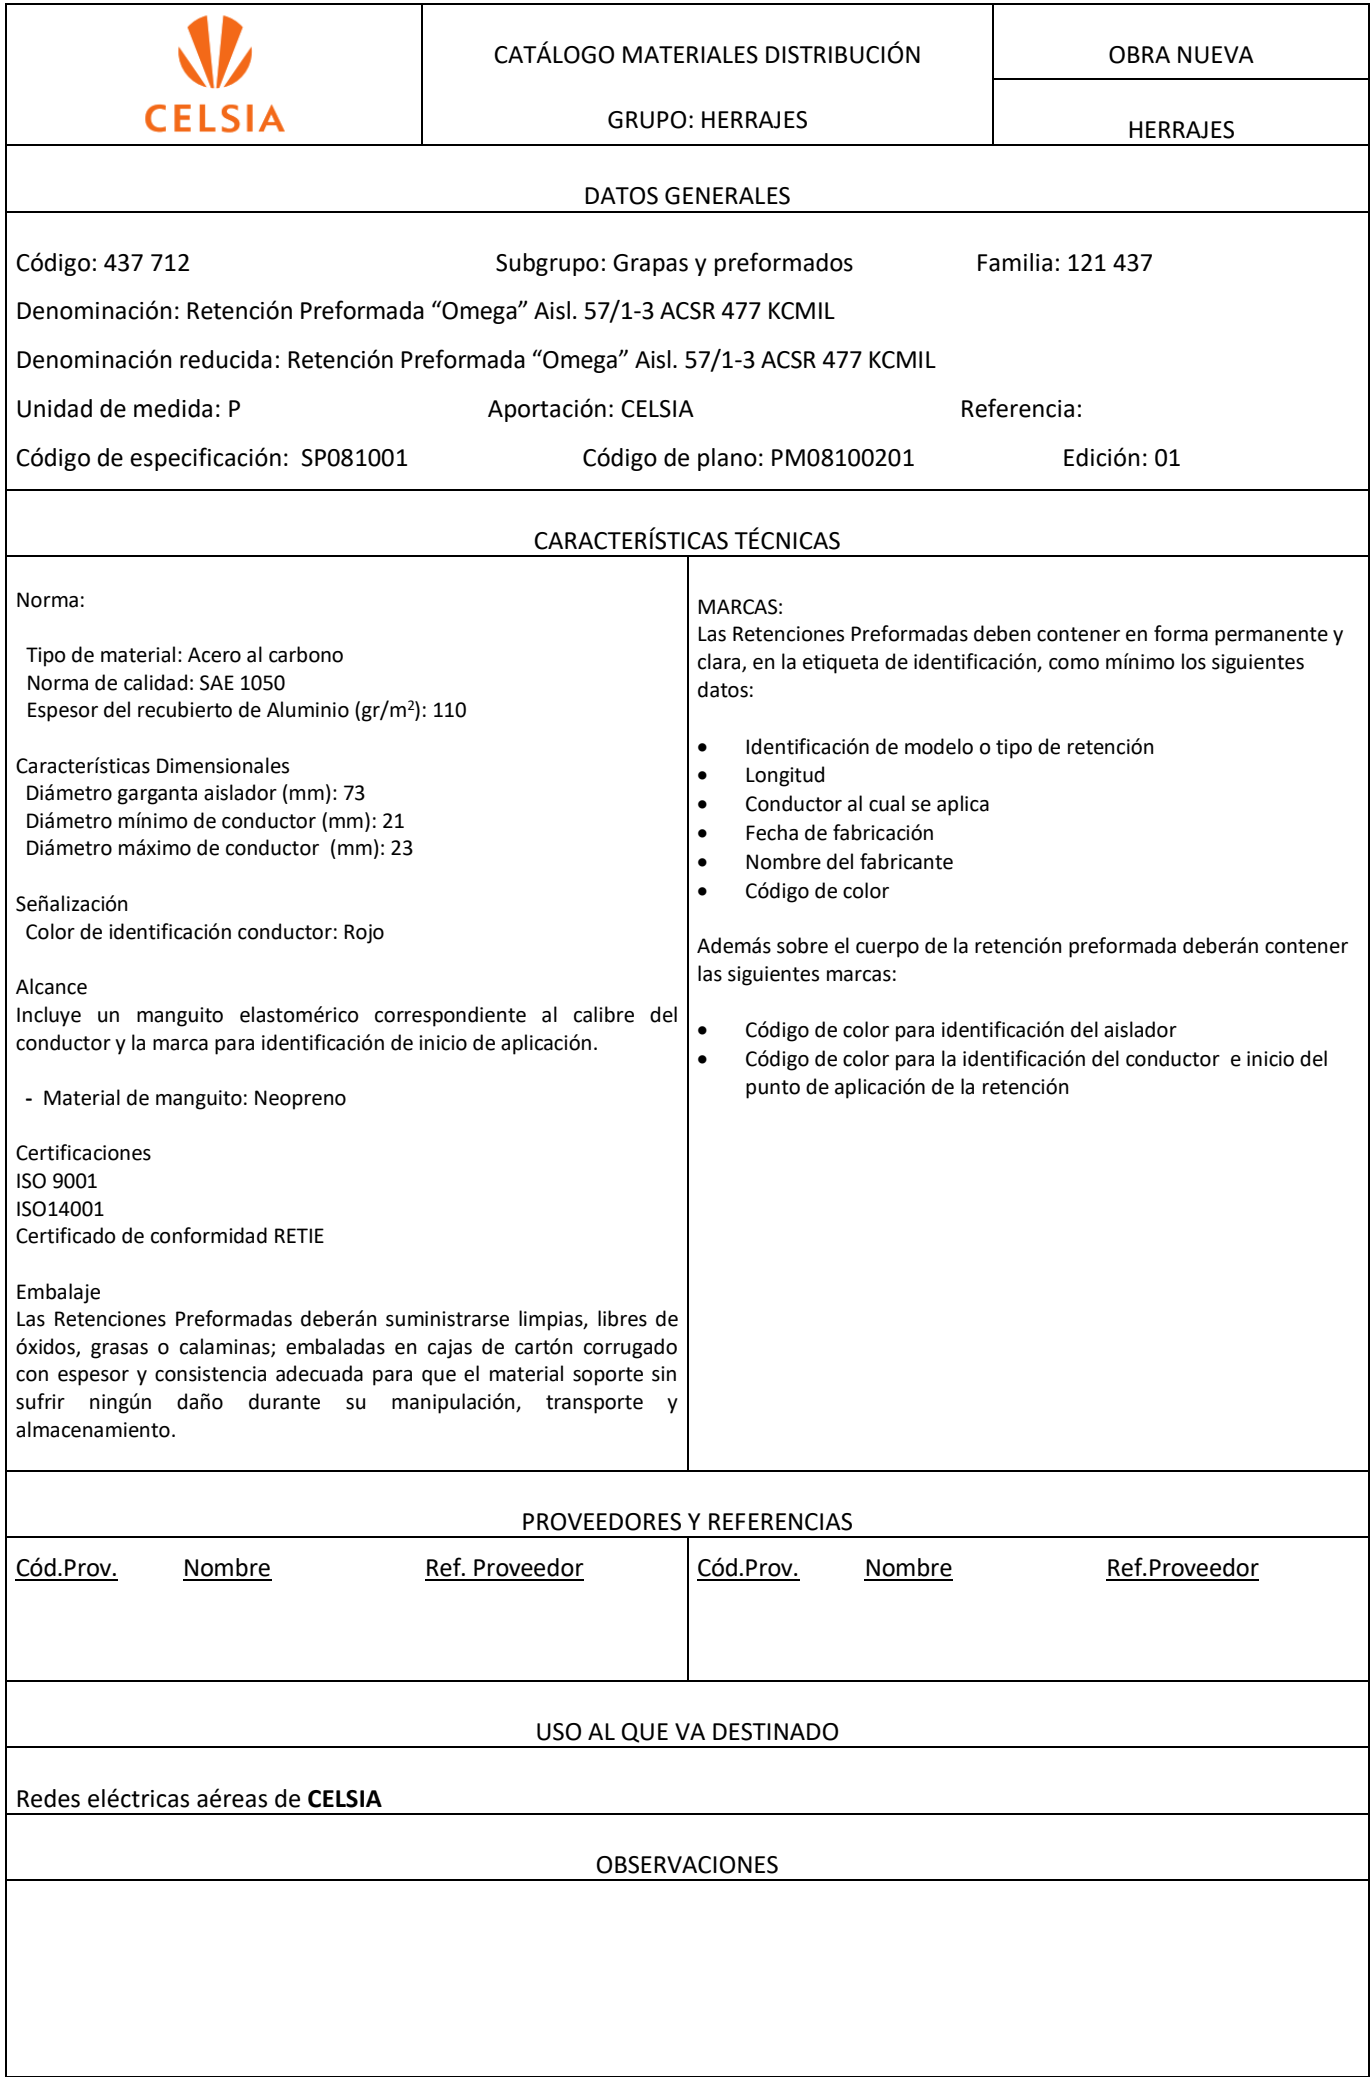 CELSIA
CATÁLOGO MATERIALES DISTRIBUCIÓN
GRUPO: HERRAJES
OBRA NUEVA
HERRAJES
DATOS GENERALES
Código: 437 712 Subgrupo: Grapas y preformados Familia: 121 437
Denominación: Retención Preformada “Omega” Aisl. 57/1-3 ACSR 477 KCMIL
Denominación reducida: Retención Preformada “Omega” Aisl. 57/1-3 ACSR 477 KCMIL
Unidad de medida: P Aportación: CELSIA Referencia:
Código de especificación: SP081001 Código de plano: PM08100201 Edición: 01
CARACTERÍSTICAS TÉCNICAS
Norma:
Tipo de material: Acero al carbono
Norma de calidad: SAE 1050
Espesor del recubierto de Aluminio (gr/m²): 110
Características Dimensionales
Diámetro garganta aislador (mm): 73
Diámetro mínimo de conductor (mm): 21
Diámetro máximo de conductor (mm): 23
Señalización
Color de identificación conductor: Rojo
Alcance
Incluye un manguito elastomérico correspondiente al calibre del
conductor y la marca para identificación de inicio de aplicación.
- Material de manguito: Neopreno
Certificaciones
ISO 9001
ISO14001
Certificado de conformidad RETIE
Embalaje
Las Retenciones Preformadas deberán suministrarse limpias, libres de
óxidos, grasas o calaminas; embaladas en cajas de cartón corrugado
con espesor y consistencia adecuada para que el material soporte sin
sufrir ningún daño durante su manipulación, transporte y
almacenamiento.
MARCAS:
Las Retenciones Preformadas deben contener en forma permanente y
clara, en la etiqueta de identificación, como mínimo los siguientes
datos:
• Identificación de modelo o tipo de retención
• Longitud
• Conductor al cual se aplica
• Fecha de fabricación
• Nombre del fabricante
• Código de color
Además sobre el cuerpo de la retención preformada deberán contener
las siguientes marcas:
• Código de color para identificación del aislador
• Código de color para la identificación del conductor e inicio del
punto de aplicación de la retención
PROVEEDORES Y REFERENCIAS
Cód.Prov. Nombre Ref. Proveedor Cód.Prov. Nombre Ref.Proveedor
USO AL QUE VA DESTINADO
Redes eléctricas aéreas de CELSIA
OBSERVACIONES